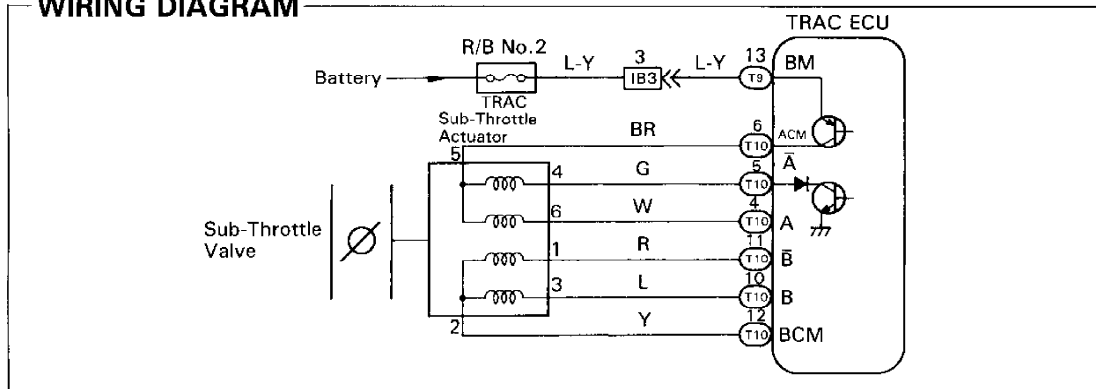 WIRING DIAGRAM
TRAC ECU
R/B No.2
Battery
L-Y
3
IB3
L-Y
13
T9
BM
TRAC
Sub-Throttle
Actuator
5
BR
6
T10
ACM
4
G
5
T10
A̅
6
W
4
T10
A
Sub-Throttle
Valve
1
R
11
T10
B̅
3
L
10
T10
B
2
Y
12
T10
BCM